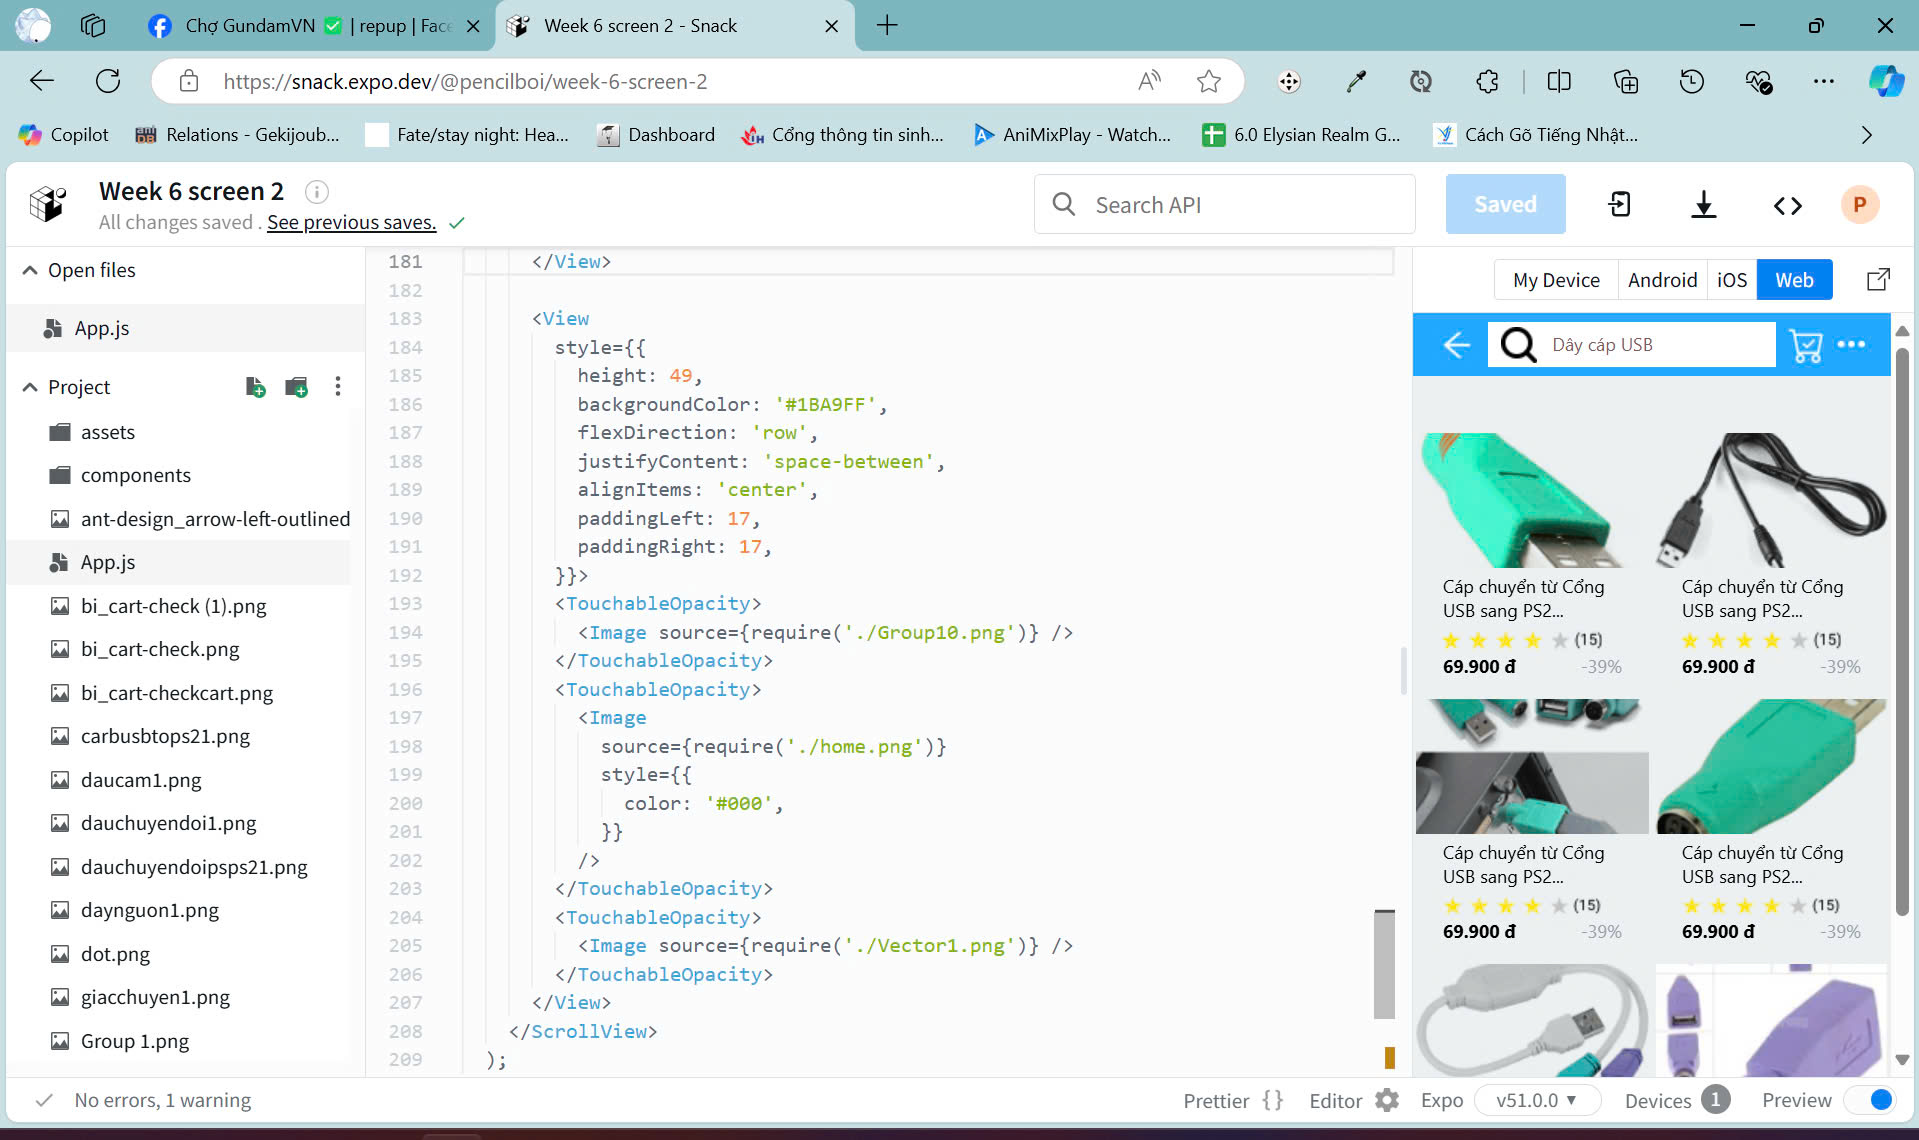 Chợ GundamVN ✅ | repup | Face
Week 6 screen 2 - Snack
https://snack.expo.dev/@pencilboi/week-6-screen-2
Copilot
Relations - Gekijoub...
Fate/stay night: Hea...
Dashboard
Cổng thông tin sinh...
AniMixPlay - Watch...
6.0 Elysian Realm G...
Cách Gõ Tiếng Nhật...
Week 6 screen 2
All changes saved. See previous saves.
Search API
Saved
P
Open files
App.js
Project
assets
components
ant-design_arrow-left-outlined
App.js
bi_cart-check (1).png
bi_cart-check.png
bi_cart-checkcart.png
carbusbtops21.png
daucam1.png
dauchuyendoi1.png
dauchuyendoipsps21.png
daynguon1.png
dot.png
giacchuyen1.png
Group 1.png
181 </View>
182
183 <View
184 style={{
185 height: 49,
186 backgroundColor: '#1BA9FF',
187 flexDirection: 'row',
188 justifyContent: 'space-between',
189 alignItems: 'center',
190 paddingLeft: 17,
191 paddingRight: 17,
192 }}>
193 <TouchableOpacity>
194 <Image source={require('./Group10.png')} />
195 </TouchableOpacity>
196 <TouchableOpacity>
197 <Image
198 source={require('./home.png')}
199 style={{
200 color: '#000',
201 }}
202 />
203 </TouchableOpacity>
204 <TouchableOpacity>
205 <Image source={require('./Vector1.png')} />
206 </TouchableOpacity>
207 </View>
208 </ScrollView>
209 );
My Device
Android
iOS
Web
Dây cáp USB
Cáp chuyển từ Cổng
USB sang PS2...
(15)
69.900 đ -39%
Cáp chuyển từ Cổng
USB sang PS2...
(15)
69.900 đ -39%
Cáp chuyển từ Cổng
USB sang PS2...
(15)
69.900 đ -39%
Cáp chuyển từ Cổng
USB sang PS2...
(15)
69.900 đ -39%
No errors, 1 warning
Prettier {}
Editor
Expo
v51.0.0
Devices 1
Preview